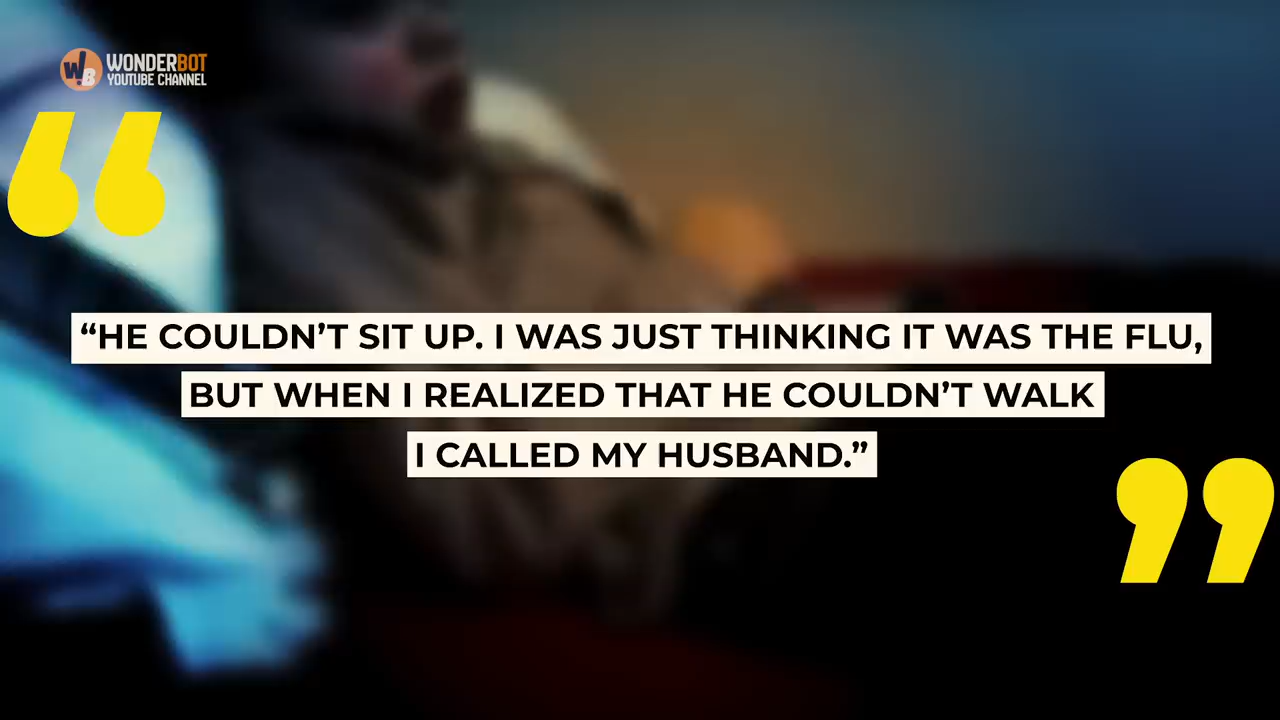 WONDERBOT
YOUTUBE CHANNEL
“HE COULDN’T SIT UP. I WAS JUST THINKING IT WAS THE FLU,
BUT WHEN I REALIZED THAT HE COULDN’T WALK
I CALLED MY HUSBAND.”